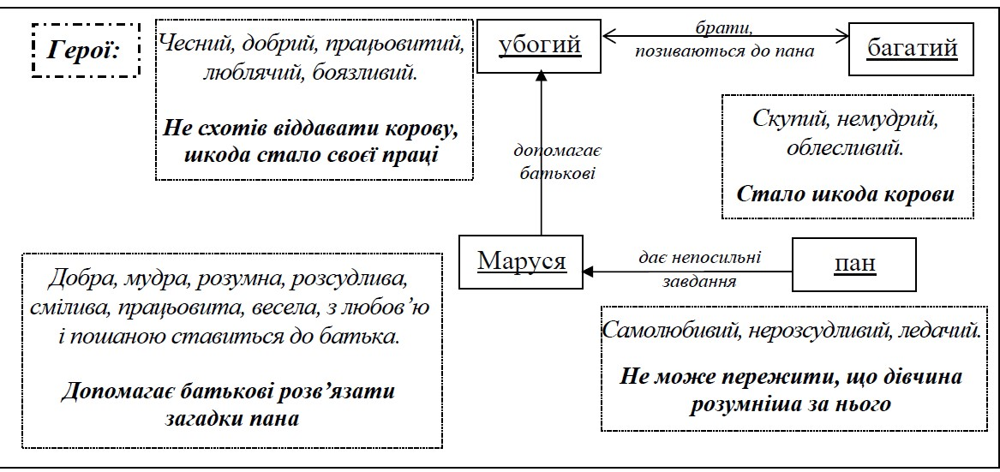 Герої:
Чесний, добрий, працьовитий,
люблячий, боязливий.
Не схотів віддавати корову,
шкода стало своєї праці
убогий
брати,
позиваються до пана
багатий
Скупий, немудрий,
облесливий.
Стало шкода корови
допомагає
батькові
Маруся
дає непосильні
завдання
пан
Добра, мудра, розумна, розсудлива,
смілива, працьовита, весела, з любов’ю
і пошаною ставиться до батька.
Допомагає батькові розв’язати
загадки пана
Самолюбивий, нерозсудливий, ледачий.
Не може пережити, що дівчина
розумніша за нього